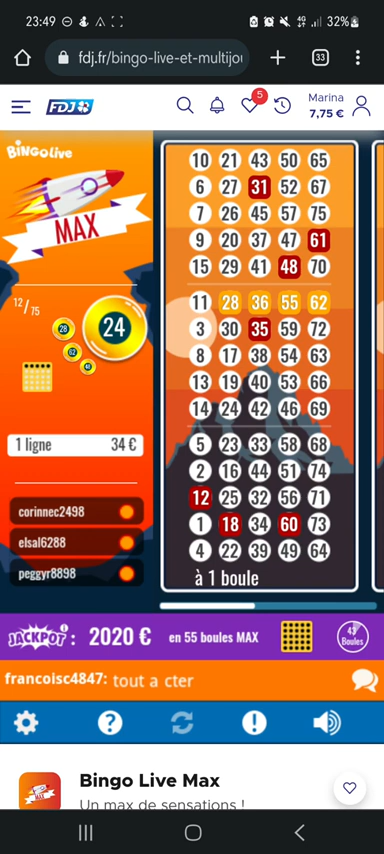 23:49
4G
32%
fdj.fr/bingo-live-et-multijou
33
FDJ
5
Marina
7,75 €
BiNGOLiVE
MAX
12/75
24
28
62
1 ligne 34 €
corinnec2498
elsal6288
peggyr8898
10 21 43 50 65
6 27 31 52 67
7 26 45 57 75
9 20 37 47 61
15 29 41 48 70
11 28 36 55 62
3 30 35 59 72
8 17 38 54 63
13 19 40 53 66
14 24 42 46 69
5 23 33 58 68
2 16 44 51 74
12 25 32 56 71
1 18 34 60 73
4 22 39 49 64
à 1 boule
JACKPOT : 2020 € en 55 boules MAX
43
Boules
francoisc4847: tout a cter
Bingo Live Max
Un max de sensations !